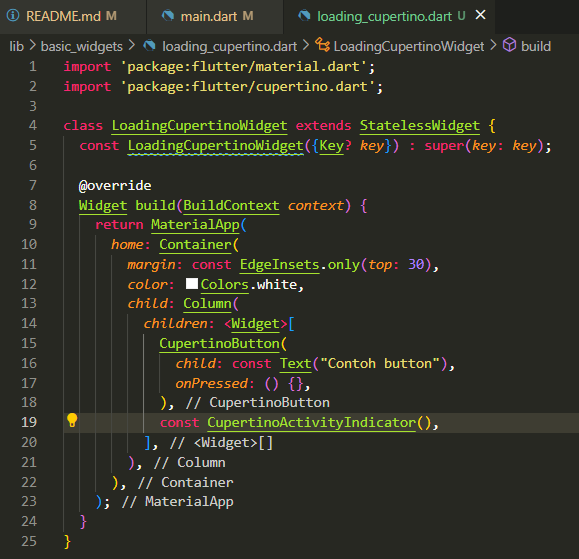 README.md M main.dart M loading_cupertino.dart U ×
lib > basic_widgets > loading_cupertino.dart > LoadingCupertinoWidget > build
1 import 'package:flutter/material.dart';
2 import 'package:flutter/cupertino.dart';
3
4 class LoadingCupertinoWidget extends StatelessWidget {
5   const LoadingCupertinoWidget({Key? key}) : super(key: key);
6
7   @override
8   Widget build(BuildContext context) {
9     return MaterialApp(
10       home: Container(
11         margin: const EdgeInsets.only(top: 30),
12         color: Colors.white,
13         child: Column(
14           children: <Widget>[
15             CupertinoButton(
16               child: const Text("Contoh button"),
17               onPressed: () {},
18             ), // CupertinoButton
19             const CupertinoActivityIndicator(),
20           ], // <Widget>[]
21         ), // Column
22       ), // Container
23     ); // MaterialApp
24   }
25 }